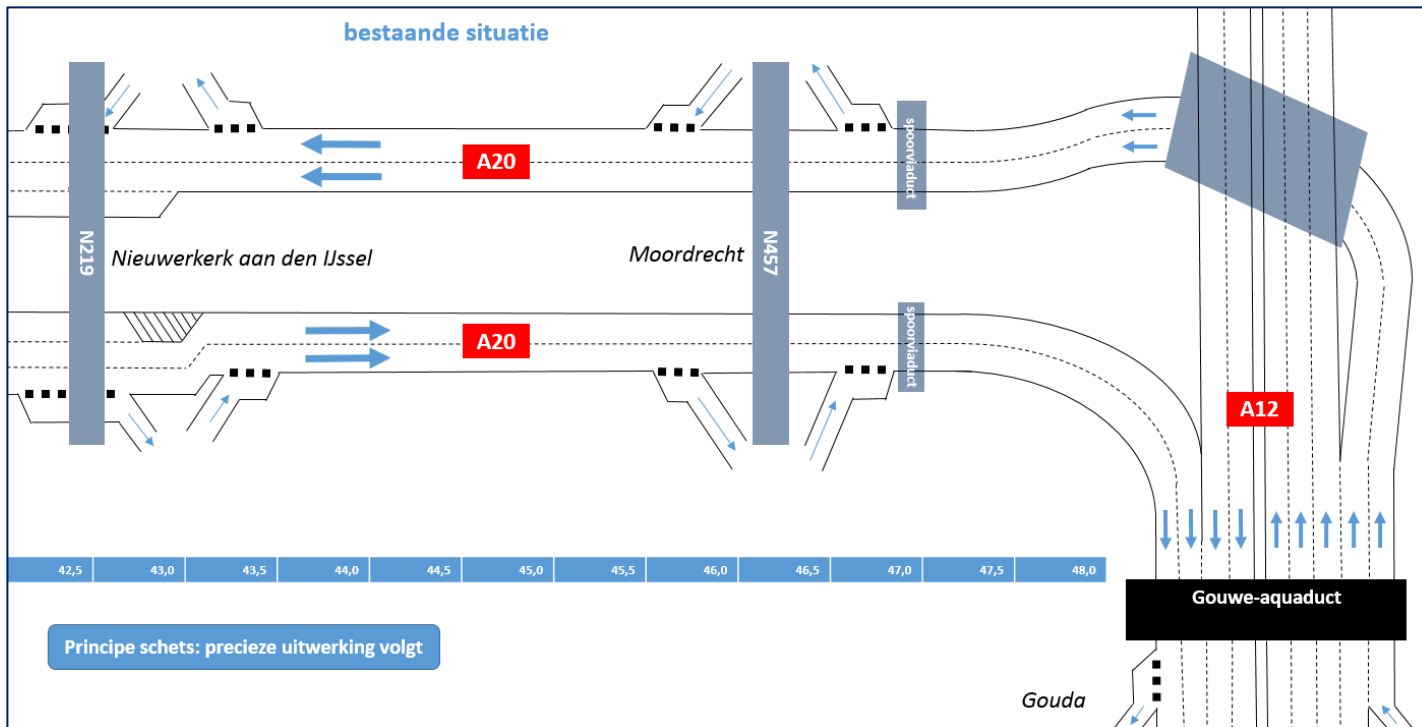 bestaande situatie
A20
spoorviaduct
N219
Nieuwerkerk aan den IJssel
Moordrecht
N457
A20
spoorviaduct
A12
42,5 43,0 43,5 44,0 44,5 45,0 45,5 46,0 46,5 47,0 47,5 48,0
Gouwe-aquaduct
Principe schets: precieze uitwerking volgt
Gouda